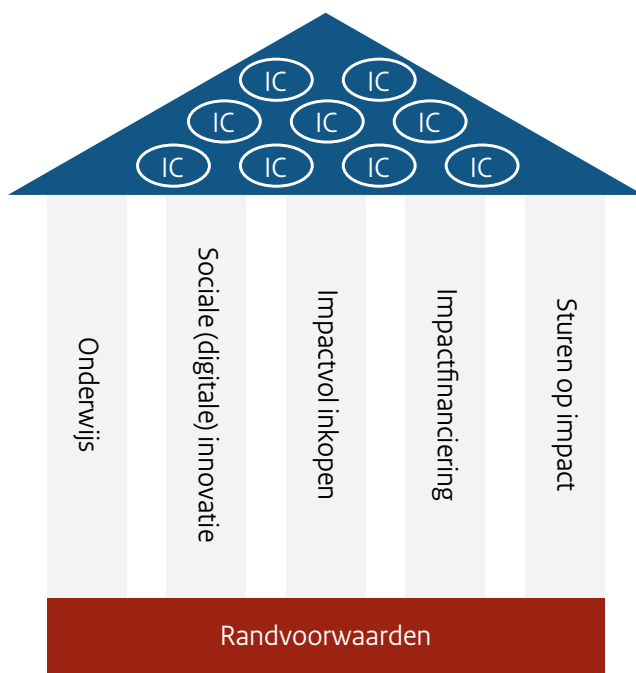 IC IC
IC IC IC
IC IC IC IC
Onderwijs
Sociale (digitale) innovatie
Impactvol inkopen
Impactfinanciering
Sturen op impact
Randvoorwaarden